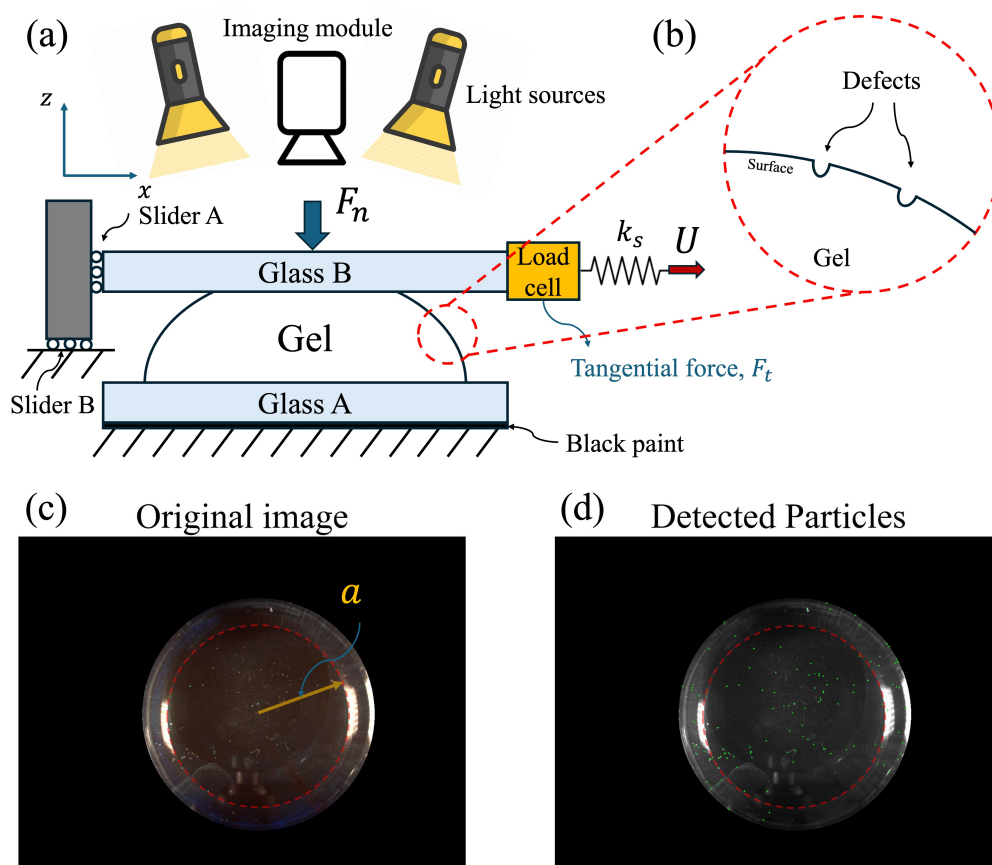 (a)
Imaging module
(b)
Light sources
Defects
Surface
Gel
z
x
Slider A
F_n
Glass B
Load
cell
k_s
U
Gel
Tangential force, F_t
Slider B
Glass A
Black paint
(c)
Original image
(d)
Detected Particles
a